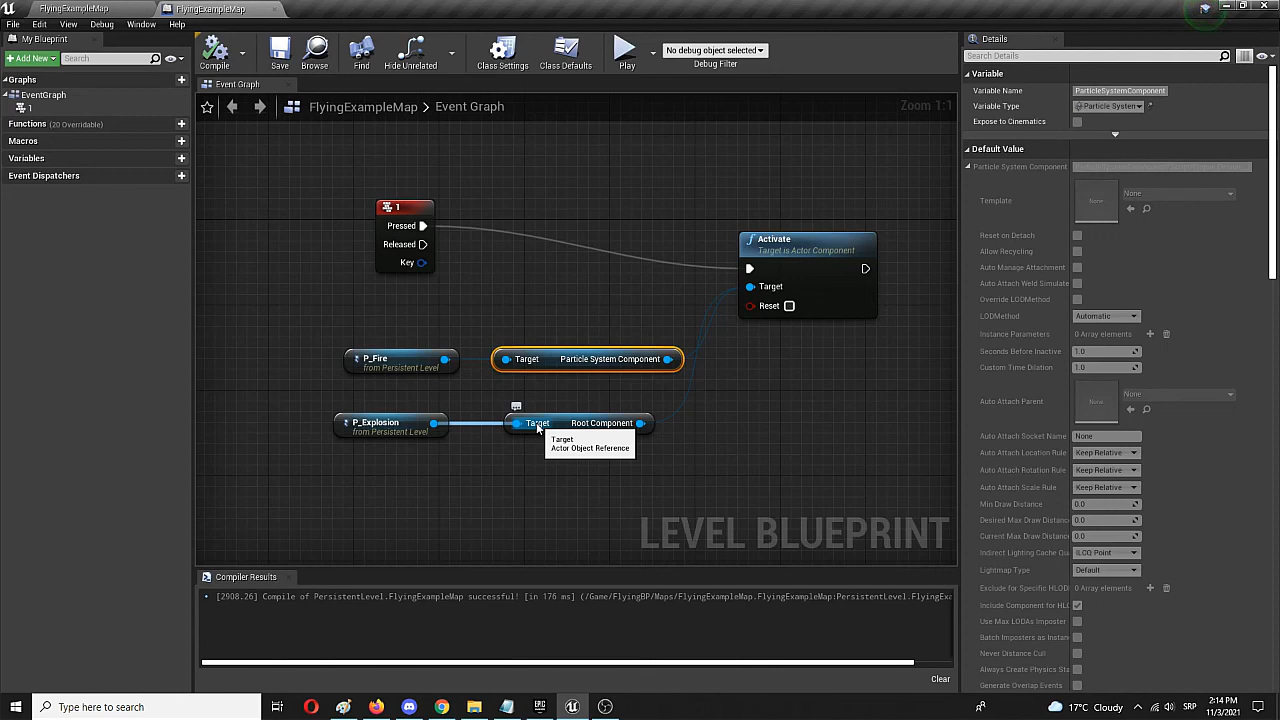 FlyingExampleMap
FlyingExampleMap
File Edit View Debug Window Help
My Blueprint
Add New
Search
Graphs
EventGraph
1
Functions (20 Overridable)
Macros
Variables
Event Dispatchers
Compile
Save
Browse
Find
Hide Unrelated
Class Settings
Class Defaults
Play
No debug object selected
Debug Filter
Event Graph
FlyingExampleMap Event Graph
Zoom 1:1
1
Pressed
Released
Key
Activate
Target is Actor Component
Target
Reset
P_Fire
from Persistent Level
Target Particle System Component
P_Explosion
from Persistent Level
Target Root Component
Target
Actor Object Reference
LEVEL BLUEPRINT
Compiler Results
[2908.26] Compile of PersistentLevel.FlyingExampleMap successful! [in 176 ms] (/Game/FlyingBP/Maps/FlyingExampleMap.FlyingExampleMap:PersistentLevel.FlyingExa
Clear
Details
Search Details
Variable
Variable Name ParticleSystemComponent
Variable Type Particle System
Expose to Cinematics
Default Value
Particle System Component
Template None None
Reset on Detach
Allow Recycling
Auto Manage Attachment
Auto Attach Weld Simulate
Override LODMethod
LODMethod Automatic
Instance Parameters 0 Array elements
Seconds Before Inactive 1.0
Custom Time Dilation 1.0
Auto Attach Parent None None
Auto Attach Socket Name None
Auto Attach Location Rule Keep Relative
Auto Attach Rotation Rule Keep Relative
Auto Attach Scale Rule Keep Relative
Min Draw Distance 0.0
Desired Max Draw Distanc 0.0
Current Max Draw Distanc 0.0
Indirect Lighting Cache Qu ILCQ Point
Lightmap Type Default
Exclude for Specific HLOD 0 Array elements
Include Component for HLO
Use Max LODAs Imposter
Batch Imposters as Instan
Never Distance Cull
Always Create Physics Sta
Generate Overlap Events
Type here to search
17°C Cloudy
SRP
2:14 PM
11/3/2021